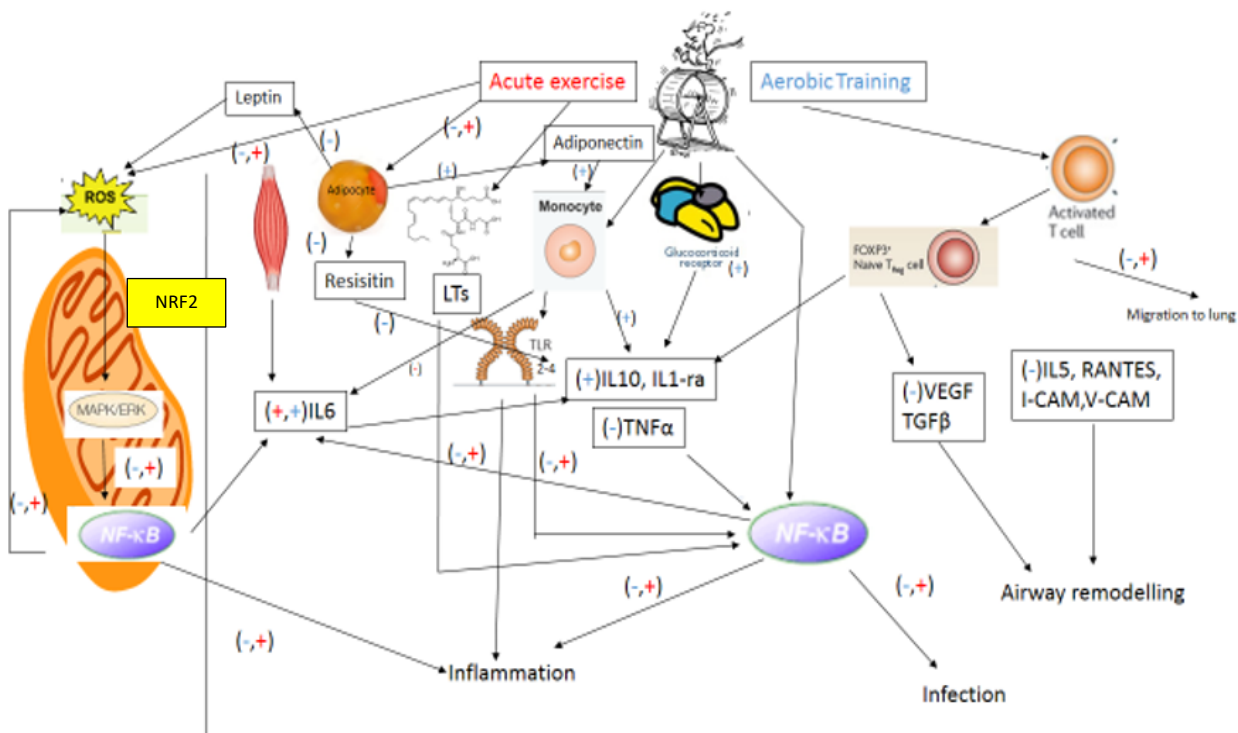 Acute exercise
Aerobic Training
Leptin
(-)
(-,+)
(-,+)
Adiponectin
(+)
(+)
ROS
Adipocyte
Monocyte
Activated
T cell
(-)
Resisitin
LTs
Glucocorticoid
receptor
(+)
FOXP3+
Naive TReg cell
(-,+)
Migration to lung
NRF2
(-)
(+)
TLR
2-4
(-)
(+)IL10, IL1-ra
(-)TNFα
(-)VEGF
TGFβ
(-)IL5, RANTES,
I-CAM,V-CAM
MAPK/ERK
(+,+)IL6
(-,+)
(-,+)
(-,+)
(-,+)
NF-κB
NF-κB
(-,+)
(-,+)
Airway remodelling
(-,+)
Inflammation
Infection